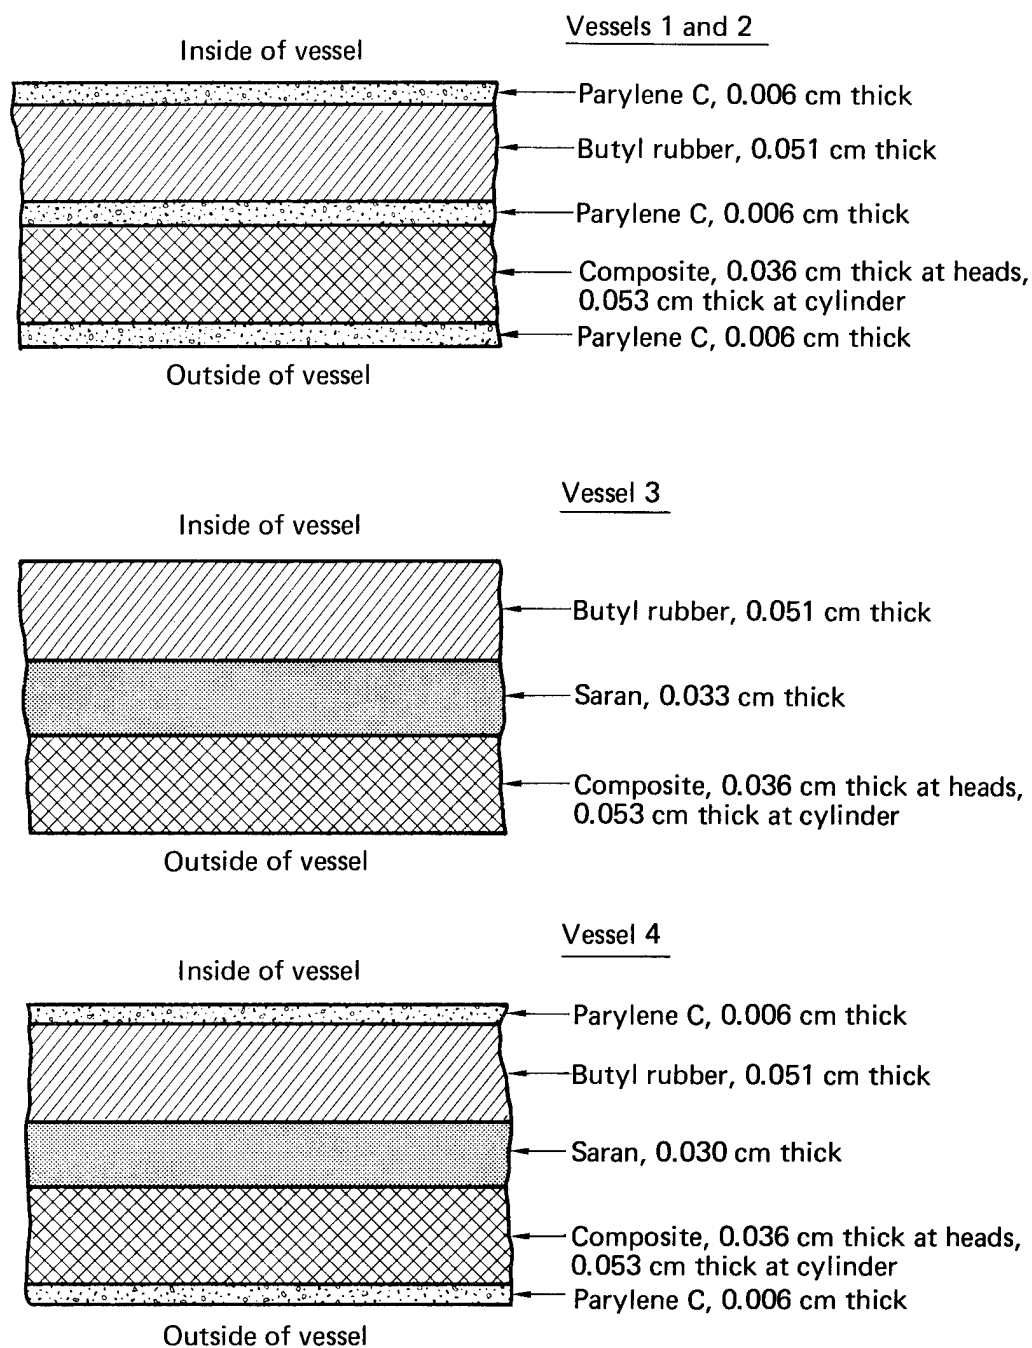 Vessels 1 and 2
Inside of vessel
Parylene C, 0.006 cm thick
Butyl rubber, 0.051 cm thick
Parylene C, 0.006 cm thick
Composite, 0.036 cm thick at heads,
0.053 cm thick at cylinder
Parylene C, 0.006 cm thick
Outside of vessel
Vessel 3
Inside of vessel
Butyl rubber, 0.051 cm thick
Saran, 0.033 cm thick
Composite, 0.036 cm thick at heads,
0.053 cm thick at cylinder
Outside of vessel
Vessel 4
Inside of vessel
Parylene C, 0.006 cm thick
Butyl rubber, 0.051 cm thick
Saran, 0.030 cm thick
Composite, 0.036 cm thick at heads,
0.053 cm thick at cylinder
Parylene C, 0.006 cm thick
Outside of vessel